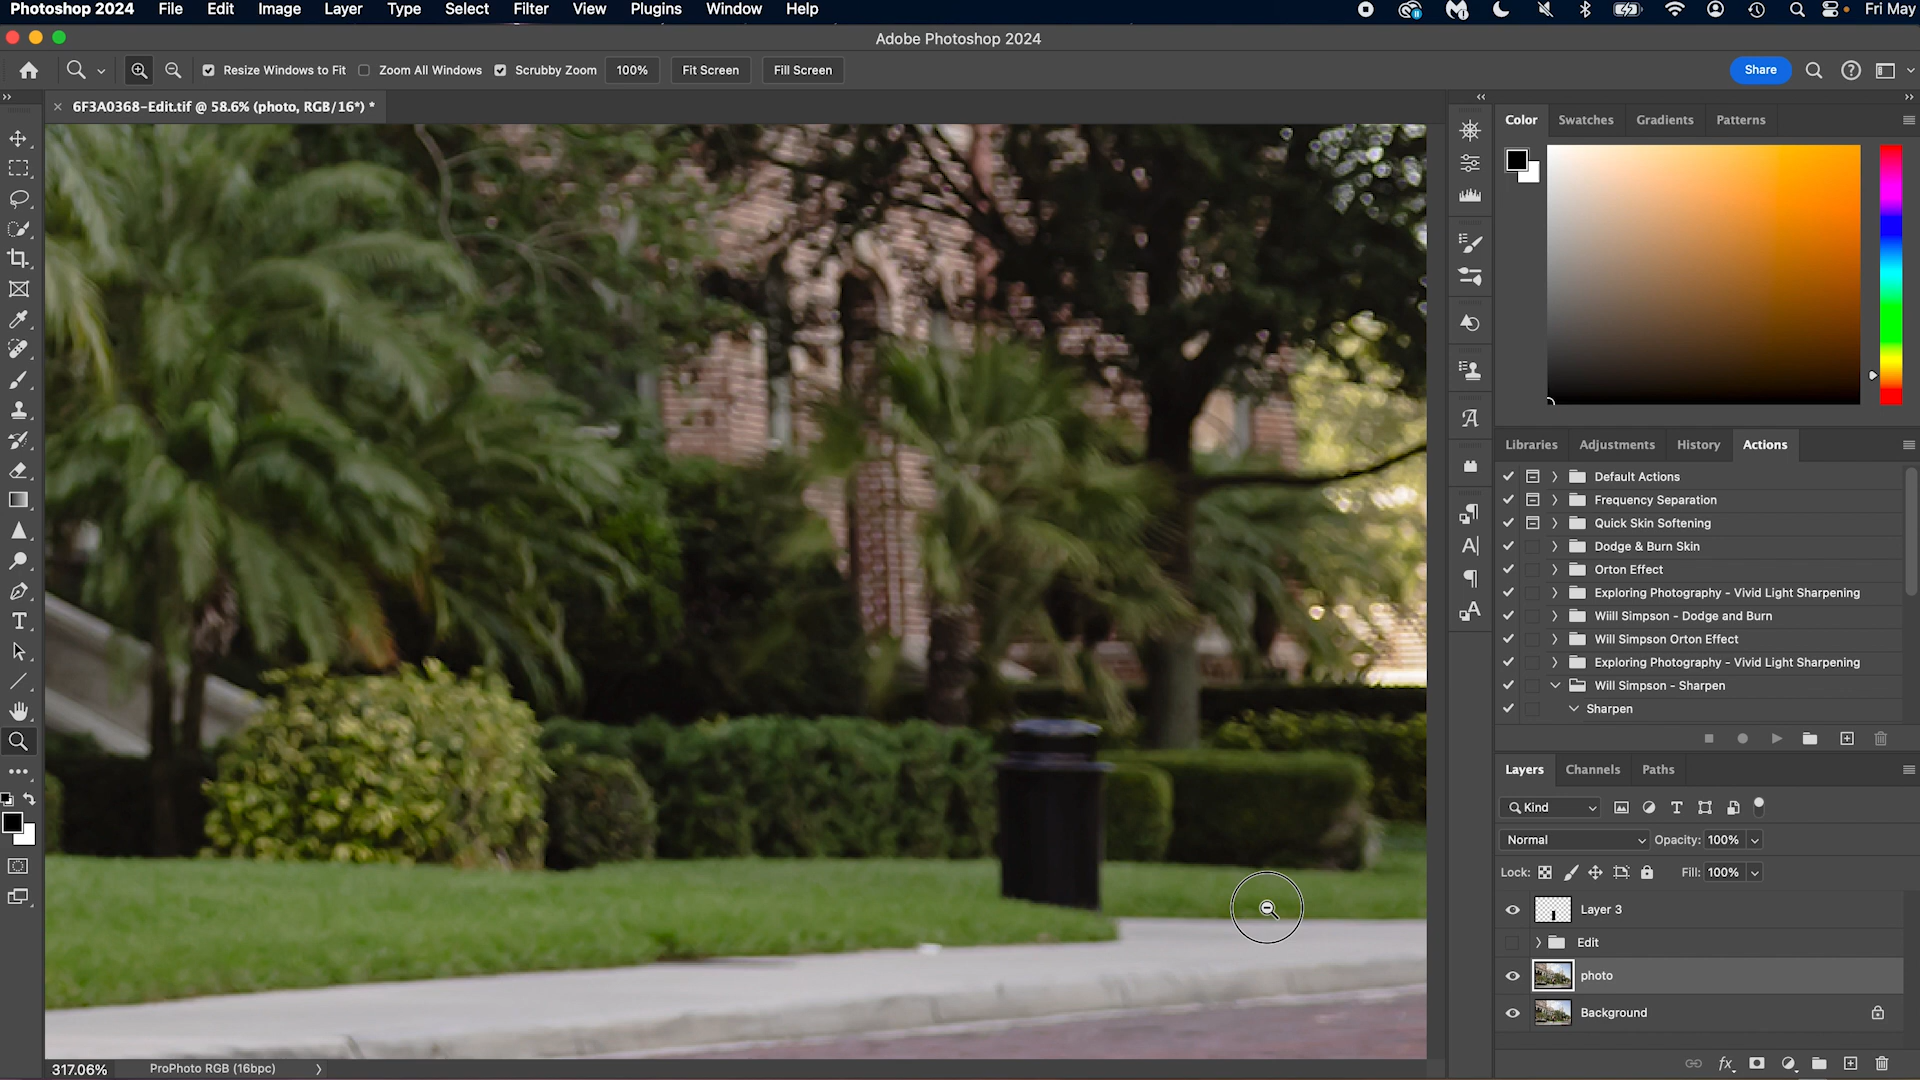 Photoshop 2024 File Edit Image Layer Type Select Filter View Plugins Window Help Fri May
Adobe Photoshop 2024
Resize Windows to Fit Zoom All Windows Scrubby Zoom 100% Fit Screen Fill Screen Share
6F3A0368-Edit.tif @ 58.6% (photo, RGB/16*) *
Color Swatches Gradients Patterns
Libraries Adjustments History Actions
Default Actions
Frequency Separation
Quick Skin Softening
Dodge & Burn Skin
Orton Effect
Exploring Photography - Vivid Light Sharpening
Wiill Simpson - Dodge and Burn
Will Simpson Orton Effect
Exploring Photography - Vivid Light Sharpening
Will Simpson - Sharpen
Sharpen
Layers Channels Paths
Kind
Normal Opacity: 100%
Lock: Fill: 100%
Layer 3
Edit
photo
Background
317.06% ProPhoto RGB (16bpc)